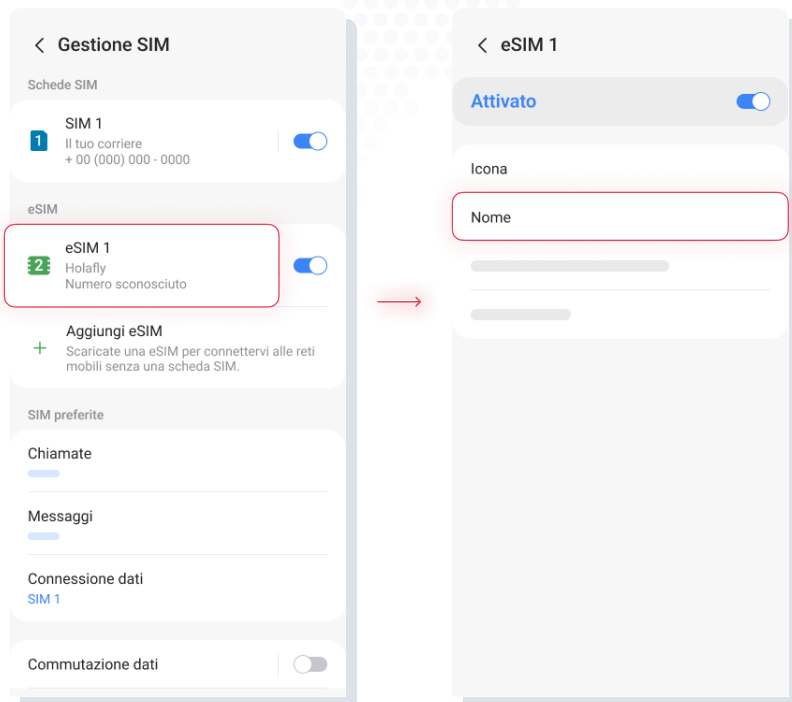 Gestione SIM
Schede SIM
1
SIM 1
Il tuo corriere
+ 00 (000) 000 - 0000
eSIM
2
eSIM 1
Holafly
Numero sconosciuto
Aggiungi eSIM
Scaricate una eSIM per connettervi alle reti
mobili senza una scheda SIM.
SIM preferite
Chiamate
Messaggi
Connessione dati
SIM 1
Commutazione dati
eSIM 1
Attivato
Icona
Nome